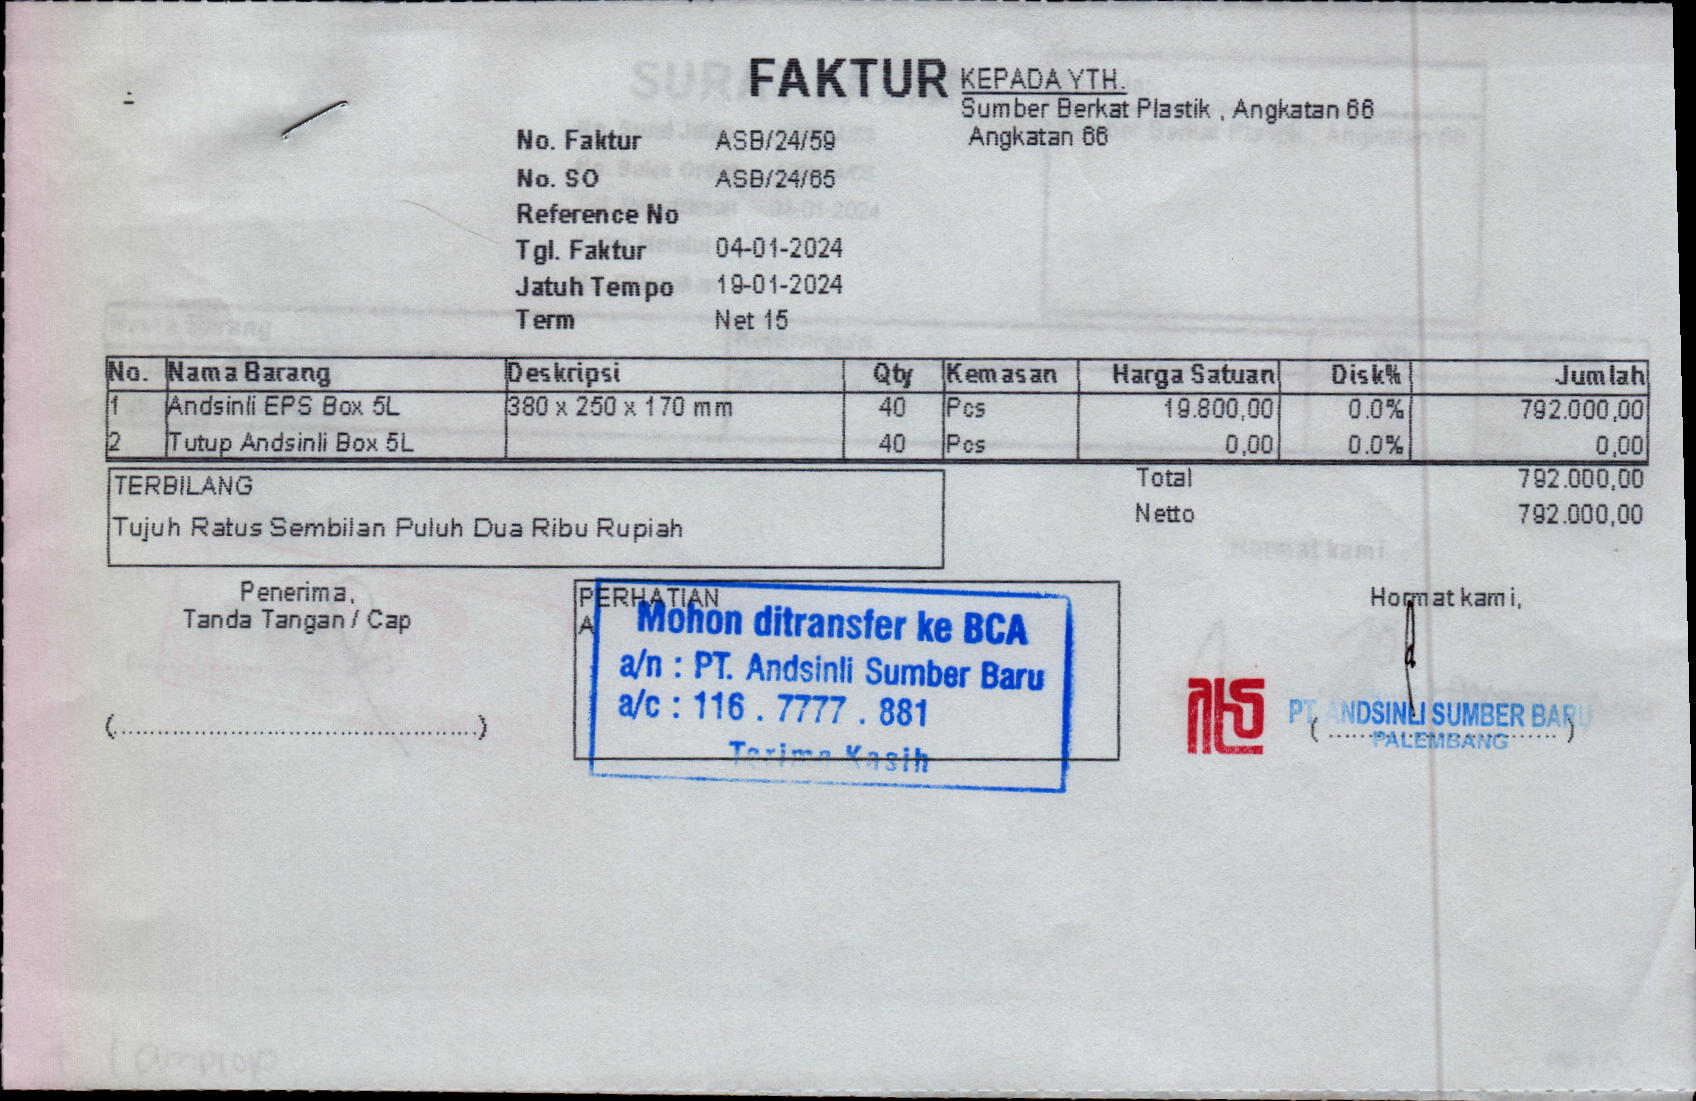 FAKTUR
KEPADA YTH.
Sumber Berkat Plastik , Angkatan 66
Angkatan 66
No. Faktur ASB/24/59
No. SO ASB/24/65
Reference No
Tgl. Faktur 04-01-2024
Jatuh Tempo 19-01-2024
Term Net 15
No. Nama Barang Deskripsi Qty Kemasan Harga Satuan Disk% Jumlah
1 Andsinli EPS Box 5L 380 x 250 x 170 mm 40 Pcs 19.800,00 0.0% 792.000,00
2 Tutup Andsinli Box 5L 40 Pcs 0,00 0.0% 0,00
Total 792.000,00
Netto 792.000,00
TERBILANG
Tujuh Ratus Sembilan Puluh Dua Ribu Rupiah
Penerima,
Tanda Tangan / Cap
(..................................................)
PERHATIAN
A
Mohon ditransfer ke BCA
a/n : PT. Andsinli Sumber Baru
a/c : 116 . 7777 . 881
Terima Kasih
Hormat kami,
PT ANDSINLI SUMBER BARU
PALEMBANG
(................................)